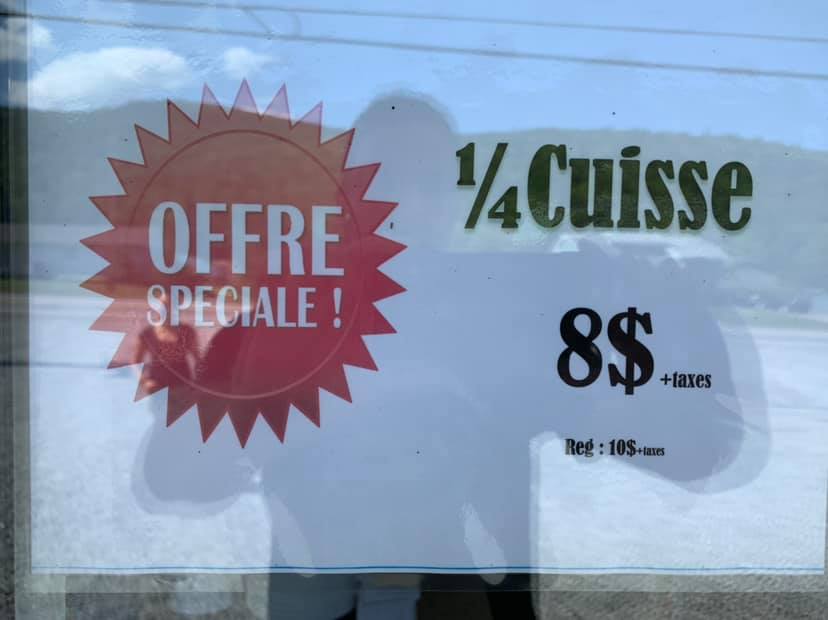 OFFRE
SPECIALE !
¼ Cuisse
8$ +taxes
Reg : 10$+taxes